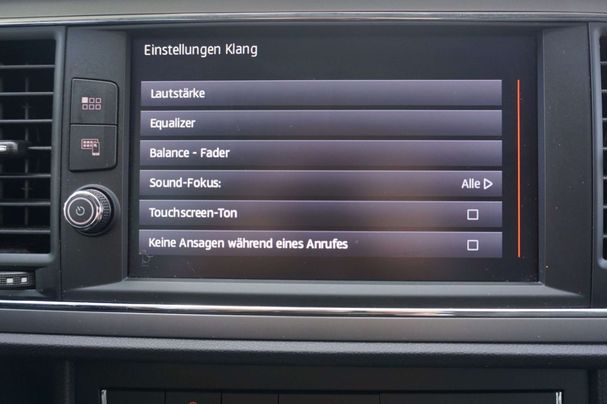 Einstellungen Klang
Lautstärke
Equalizer
Balance - Fader
Sound-Fokus: Alle
Touchscreen-Ton
Keine Ansagen während eines Anrufes